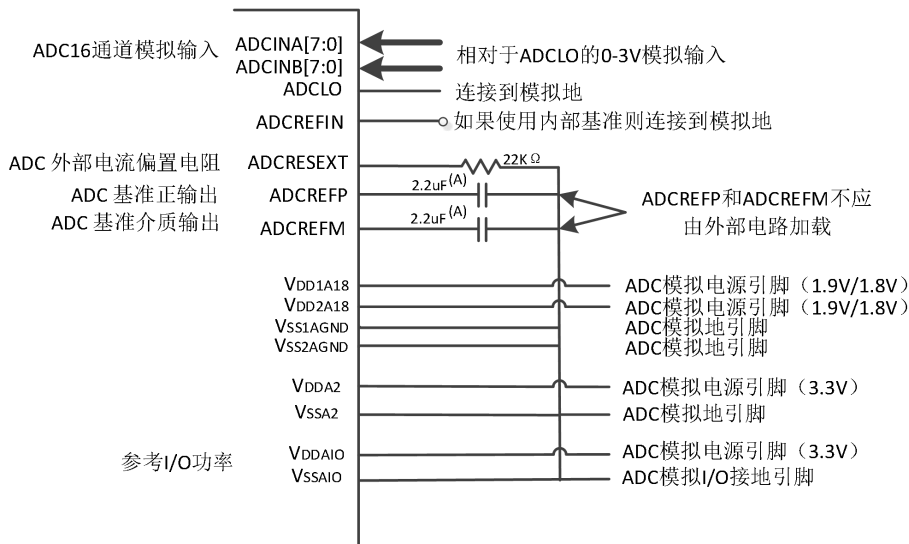 ADC16通道模拟输入
ADCINA[7:0]
ADCINB[7:0]
相对于ADCLO的0-3V模拟输入
ADCLO
连接到模拟地
ADCREFIN
如果使用内部基准则连接到模拟地
ADC 外部电流偏置电阻
ADCRESEXT
22KΩ
ADC 基准正输出
ADCREFP
2.2uF(A)
ADC 基准介质输出
ADCREFM
2.2uF(A)
ADCREFP和ADCREFM不应
由外部电路加载
VDD1A18
ADC模拟电源引脚（1.9V/1.8V）
VDD2A18
ADC模拟电源引脚（1.9V/1.8V）
VSS1AGND
ADC模拟地引脚
VSS2AGND
ADC模拟地引脚
VDDA2
ADC模拟电源引脚（3.3V）
VSSA2
ADC模拟地引脚
参考I/O功率
VDDAIO
ADC模拟电源引脚（3.3V）
VSSAIO
ADC模拟I/O接地引脚